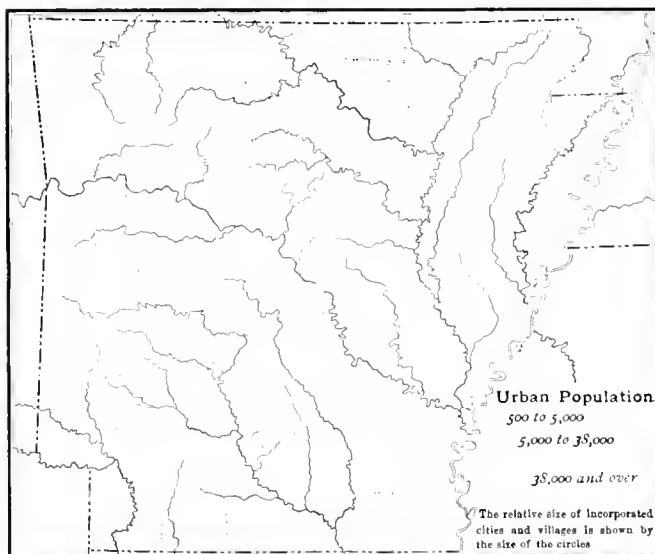 Urban Population
500 to 5,000
5,000 to 38,000
38,000 and over
The relative size of incorporated
cities and villages is shown by
the size of the circles